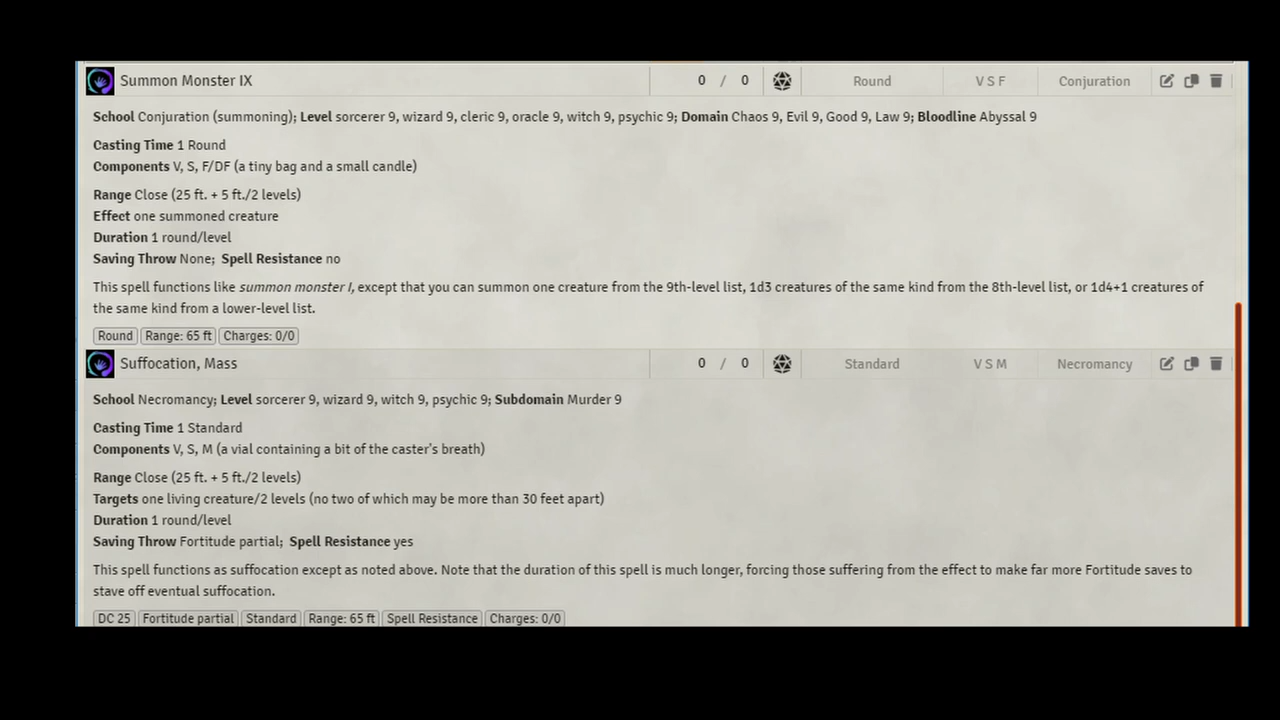 Summon Monster IX 0 / 0 Round V S F Conjuration
School Conjuration (summoning); Level sorcerer 9, wizard 9, cleric 9, oracle 9, witch 9, psychic 9; Domain Chaos 9, Evil 9, Good 9, Law 9; Bloodline Abyssal 9
Casting Time 1 Round
Components V, S, F/DF (a tiny bag and a small candle)
Range Close (25 ft. + 5 ft./2 levels)
Effect one summoned creature
Duration 1 round/level
Saving Throw None; Spell Resistance no
This spell functions like summon monster I, except that you can summon one creature from the 9th-level list, 1d3 creatures of the same kind from the 8th-level list, or 1d4+1 creatures of
the same kind from a lower-level list.
Round Range: 65 ft Charges: 0/0
Suffocation, Mass 0 / 0 Standard V S M Necromancy
School Necromancy; Level sorcerer 9, wizard 9, witch 9, psychic 9; Subdomain Murder 9
Casting Time 1 Standard
Components V, S, M (a vial containing a bit of the caster's breath)
Range Close (25 ft. + 5 ft./2 levels)
Targets one living creature/2 levels (no two of which may be more than 30 feet apart)
Duration 1 round/level
Saving Throw Fortitude partial; Spell Resistance yes
This spell functions as suffocation except as noted above. Note that the duration of this spell is much longer, forcing those suffering from the effect to make far more Fortitude saves to
stave off eventual suffocation.
DC 25 Fortitude partial Standard Range: 65 ft Spell Resistance Charges: 0/0